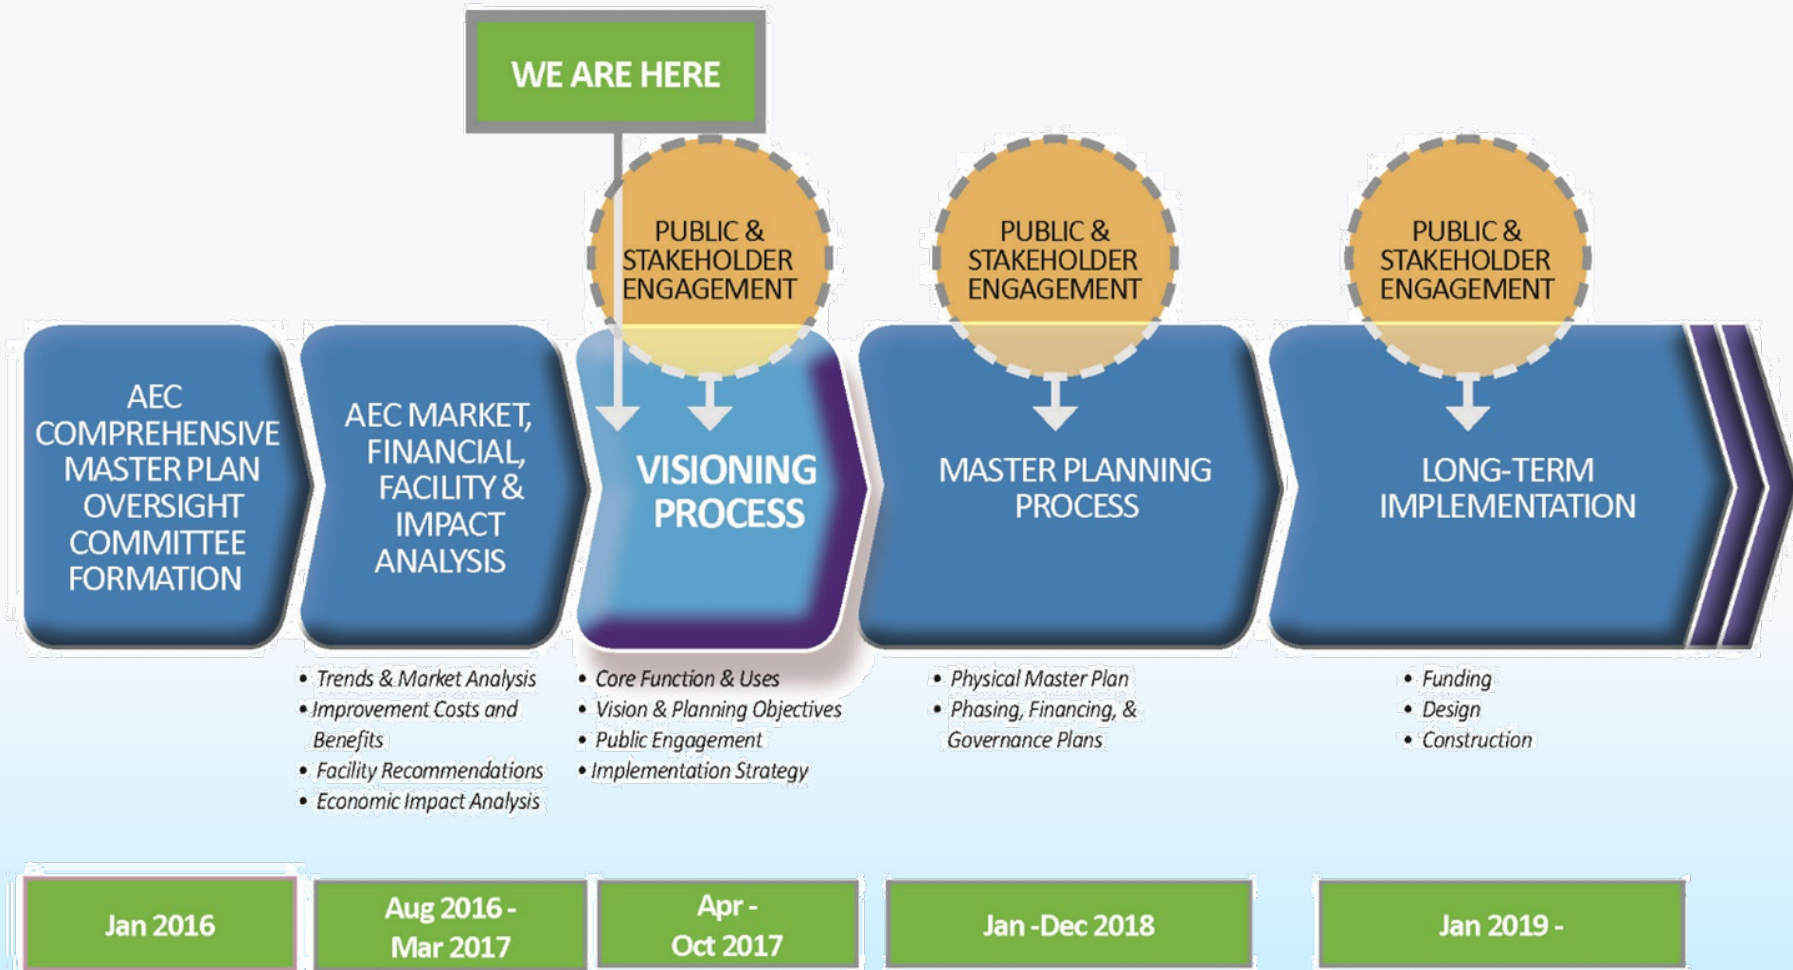 WE ARE HERE
PUBLIC &
STAKEHOLDER
ENGAGEMENT
PUBLIC &
STAKEHOLDER
ENGAGEMENT
PUBLIC &
STAKEHOLDER
ENGAGEMENT
AEC
COMPREHENSIVE
MASTER PLAN
OVERSIGHT
COMMITTEE
FORMATION
AEC MARKET,
FINANCIAL,
FACILITY &
IMPACT
ANALYSIS
VISIONING
PROCESS
MASTER PLANNING
PROCESS
LONG-TERM
IMPLEMENTATION
• Trends & Market Analysis
• Improvement Costs and
Benefits
• Facility Recommendations
• Economic Impact Analysis
• Core Function & Uses
• Vision & Planning Objectives
• Public Engagement
• Implementation Strategy
• Physical Master Plan
• Phasing, Financing, &
Governance Plans
• Funding
• Design
• Construction
Jan 2016
Aug 2016 -
Mar 2017
Apr -
Oct 2017
Jan -Dec 2018
Jan 2019 -